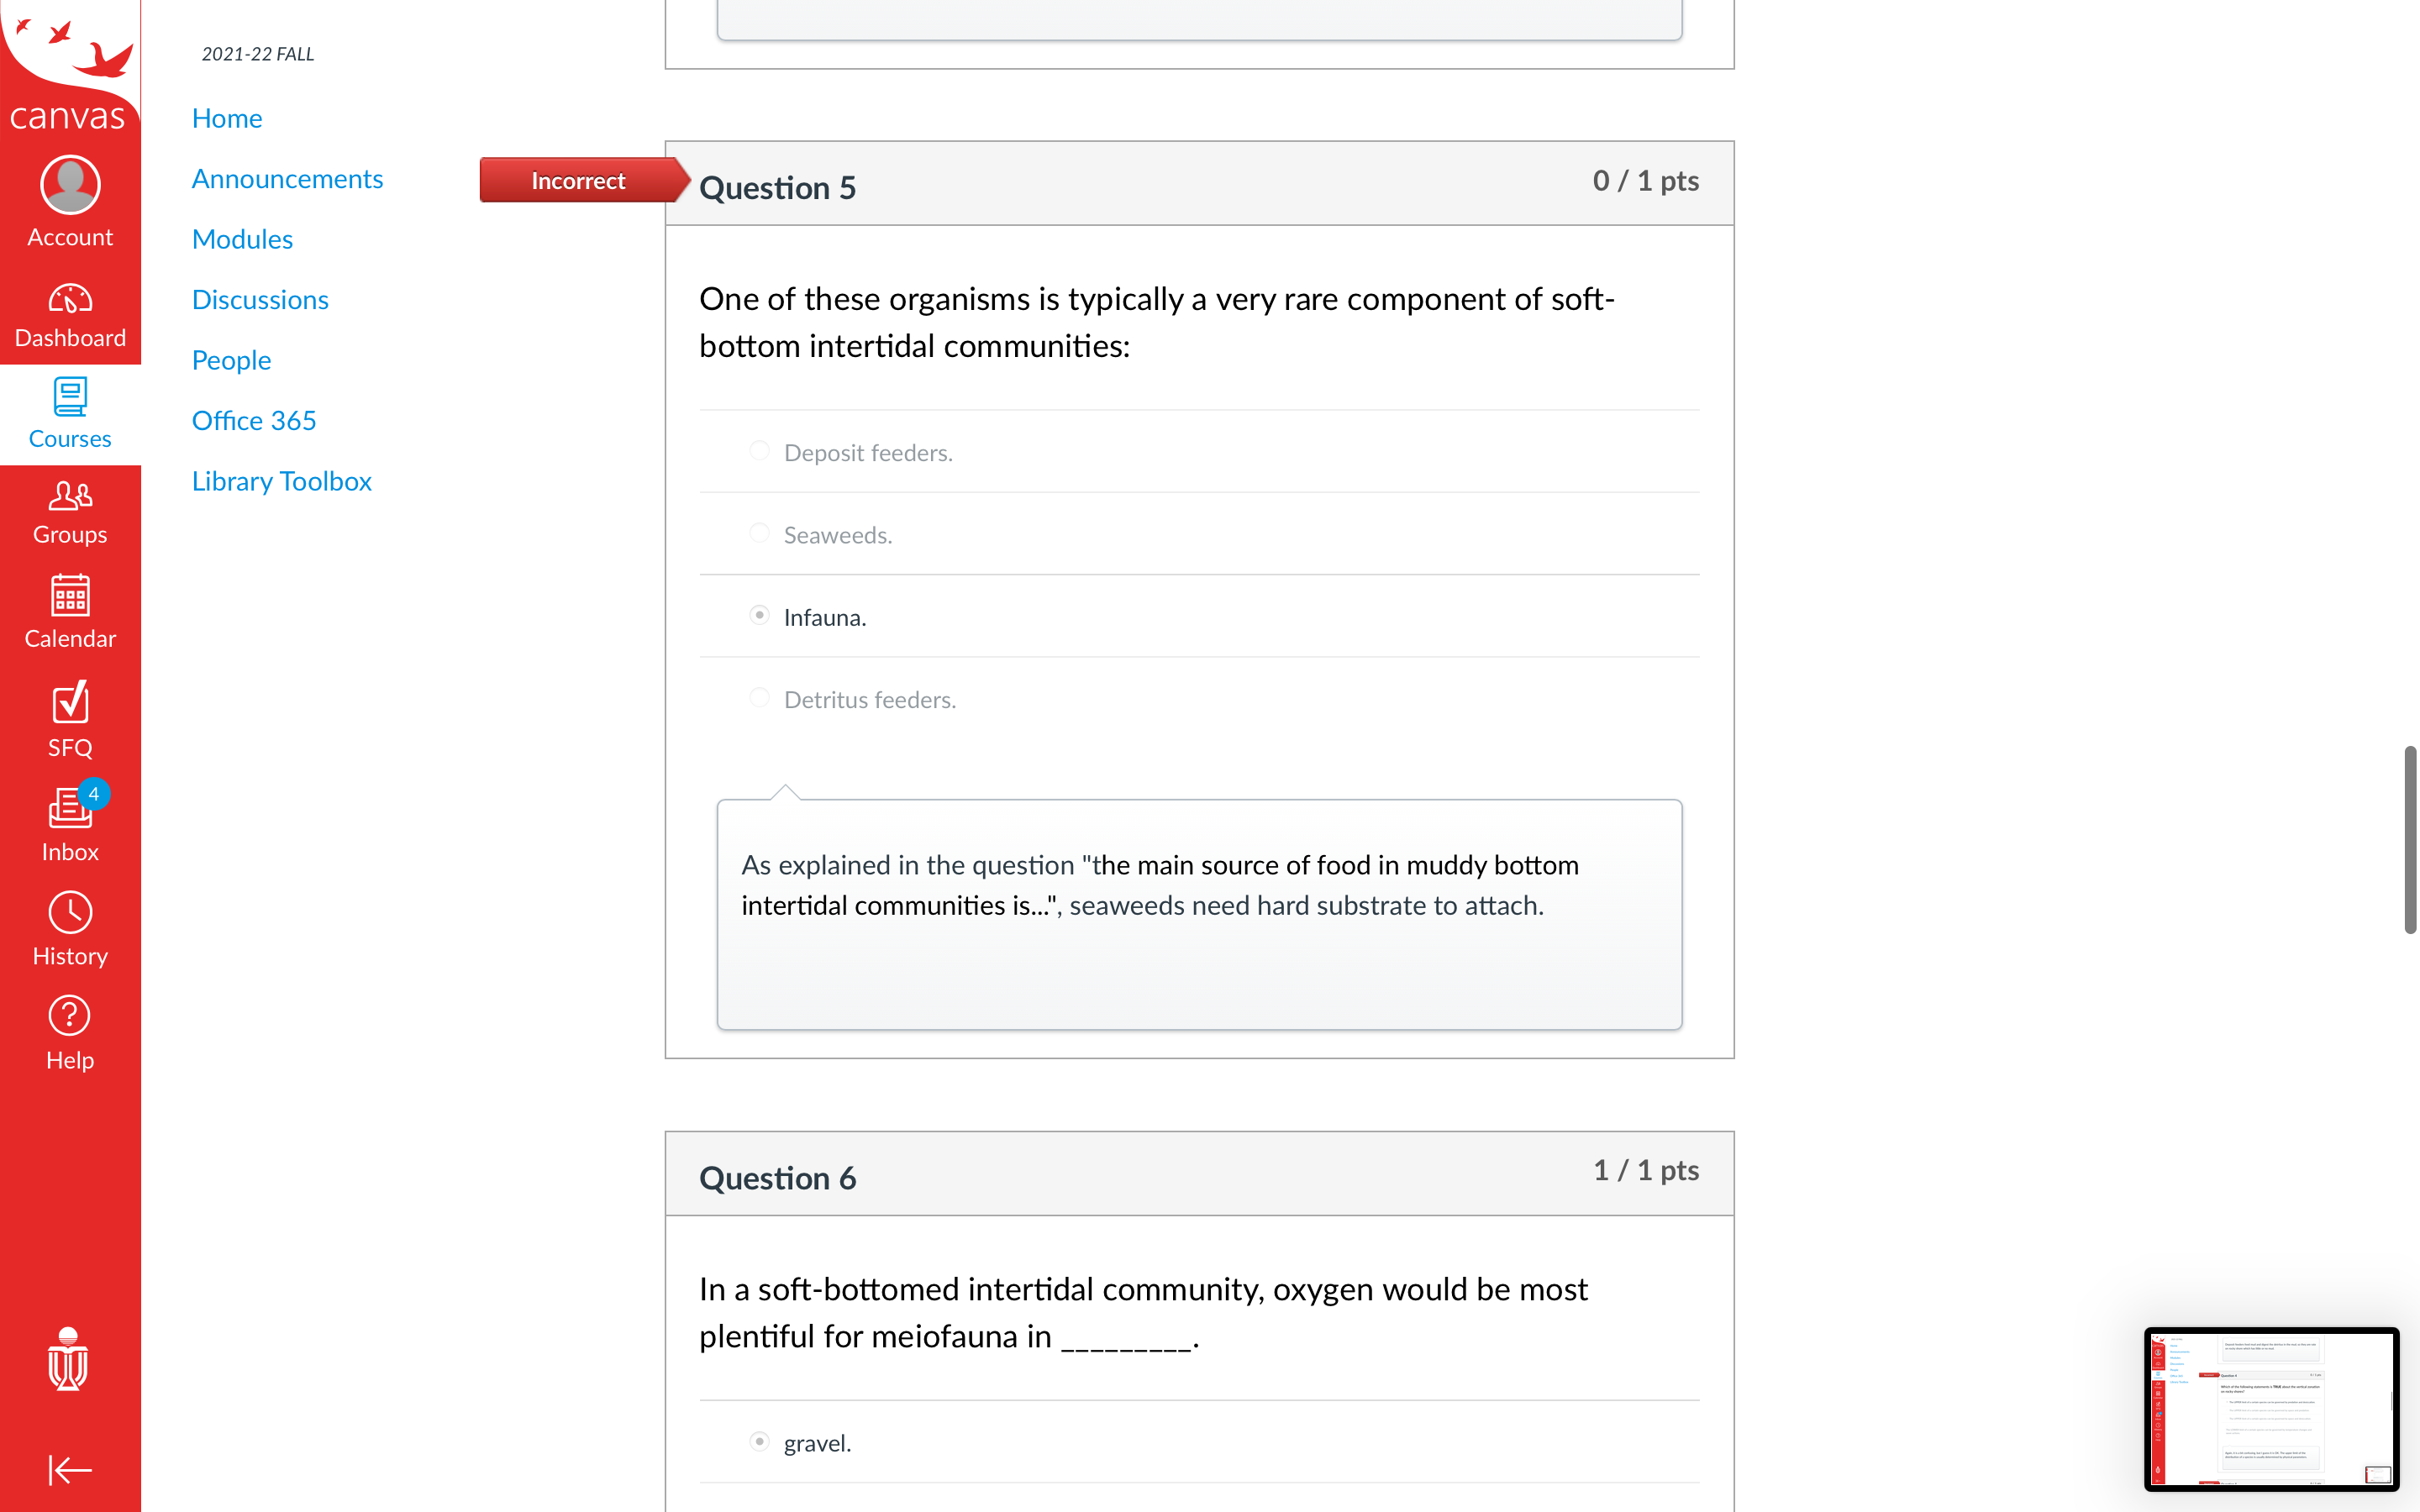 canvas
Account
Dashboard
Courses
Groups
Calendar
SFQ
4
Inbox
History
Help
2021-22 FALL
Home
Announcements
Modules
Discussions
People
Office 365
Library Toolbox
Incorrect
Question 5
0 / 1 pts
One of these organisms is typically a very rare component of soft-
bottom intertidal communities:
Deposit feeders.
Seaweeds.
Infauna.
Detritus feeders.
As explained in the question "the main source of food in muddy bottom
intertidal communities is...", seaweeds need hard substrate to attach.
Question 6
1 / 1 pts
In a soft-bottomed intertidal community, oxygen would be most
plentiful for meiofauna in _________.
gravel.